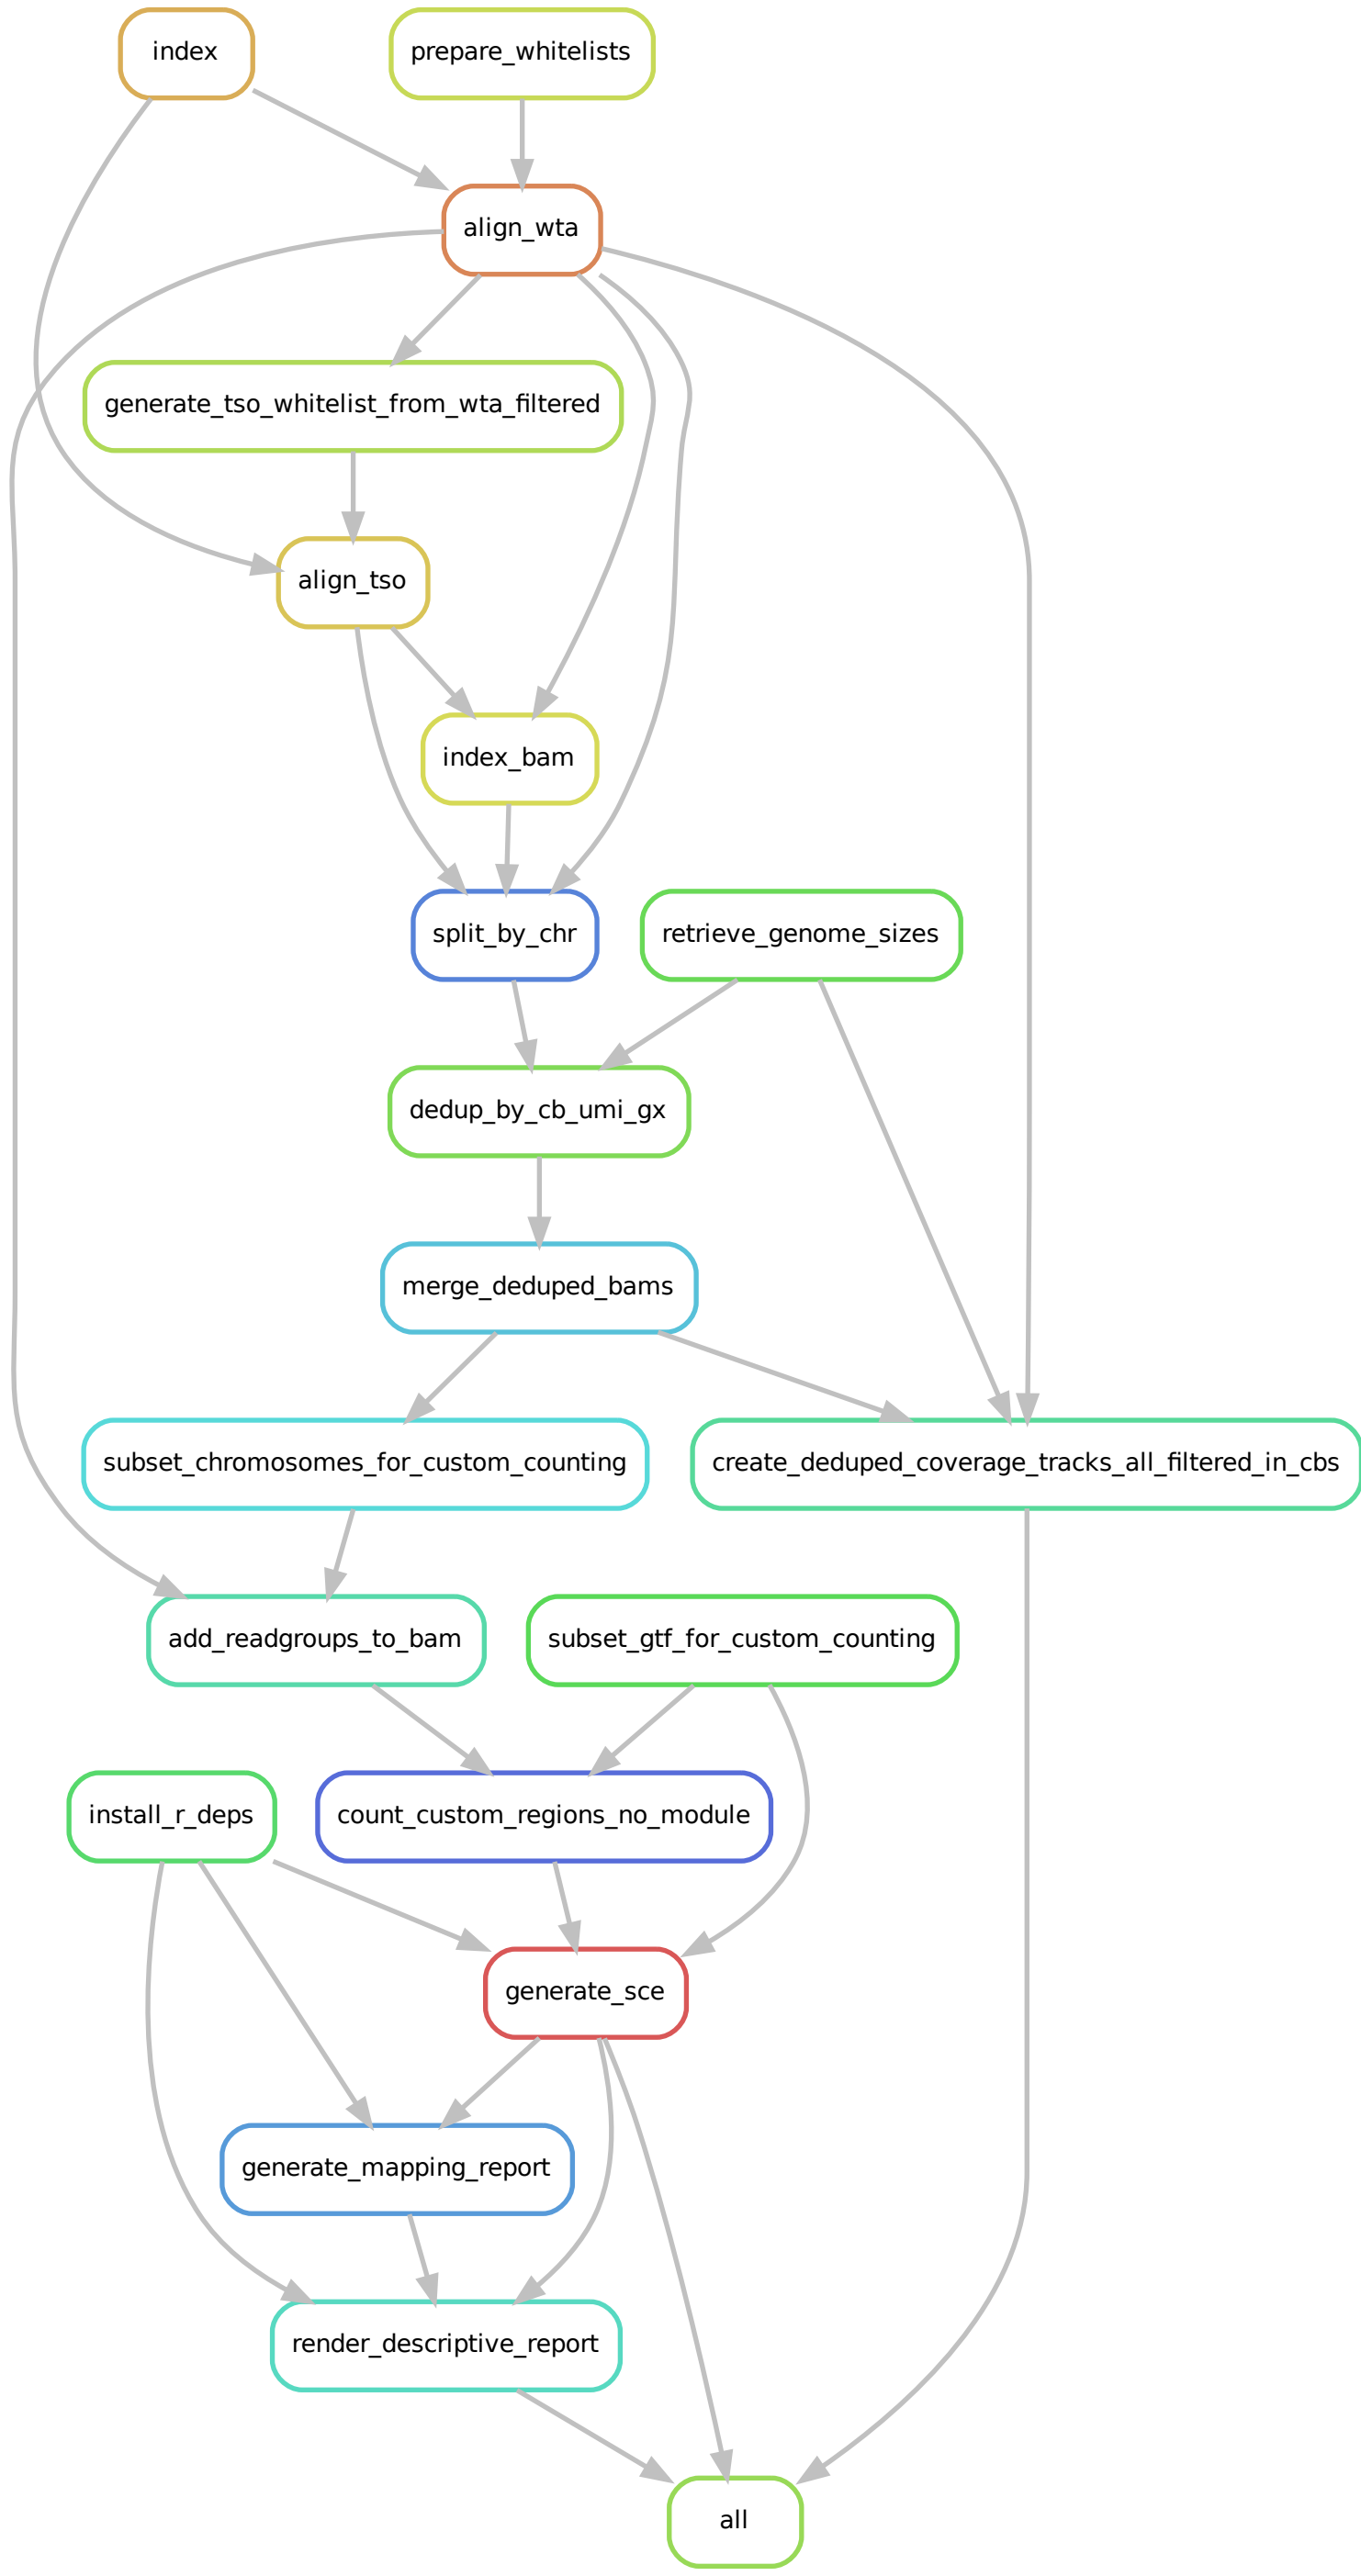 index
prepare_whitelists
align_wta
generate_tso_whitelist_from_wta_filtered
align_tso
index_bam
split_by_chr
retrieve_genome_sizes
dedup_by_cb_umi_gx
merge_deduped_bams
subset_chromosomes_for_custom_counting
create_deduped_coverage_tracks_all_filtered_in_cbs
add_readgroups_to_bam
subset_gtf_for_custom_counting
install_r_deps
count_custom_regions_no_module
generate_sce
generate_mapping_report
render_descriptive_report
all